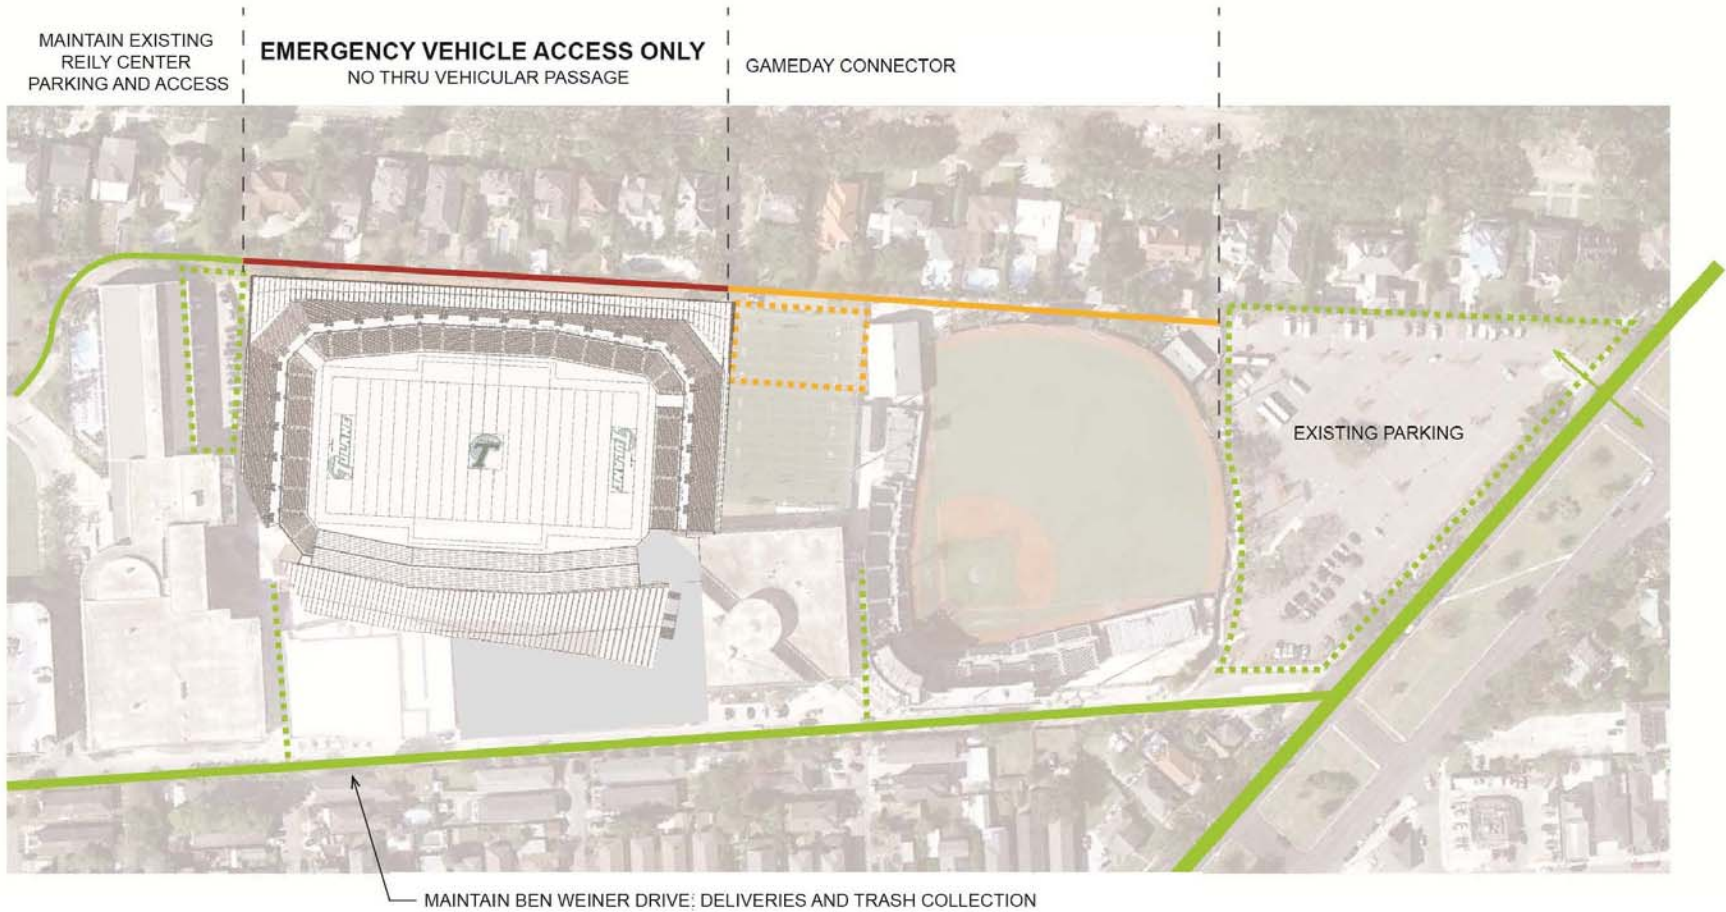 MAINTAIN EXISTING
REILY CENTER
PARKING AND ACCESS
EMERGENCY VEHICLE ACCESS ONLY
NO THRU VEHICULAR PASSAGE
GAMEDAY CONNECTOR
TULANE
T
TULANE
EXISTING PARKING
MAINTAIN BEN WEINER DRIVE: DELIVERIES AND TRASH COLLECTION